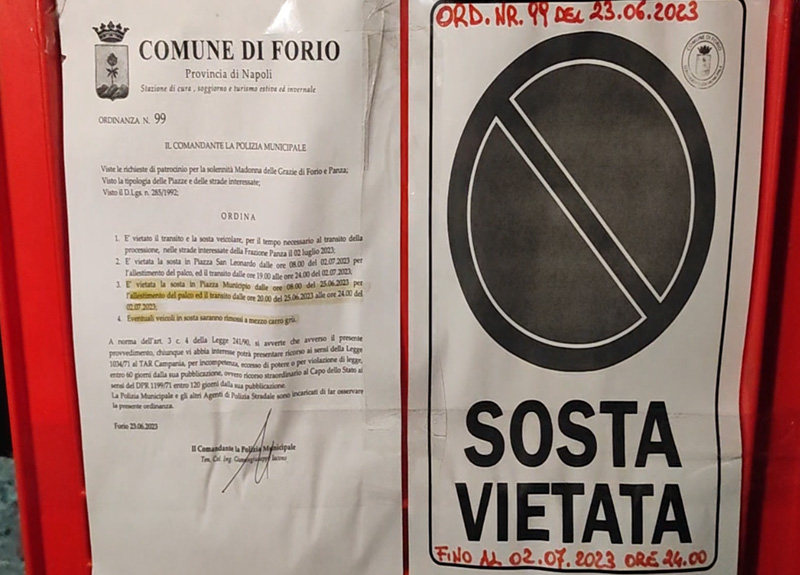 COMUNE DI FORIO
Provincia di Napoli
Stazione di cura , soggiorno e turismo estiva ed invernale
ORDINANZA N. 99
IL COMANDANTE LA POLIZIA MUNICIPALE
Viste le richieste di patrocinio per la solennità Madonna delle Grazie di Forio e Panza;
Visto la tipologia delle Piazze e delle strade interessate;
Visto il D.Lgs. n. 285/1992;
ORDINA
1. E' vietato il transito e la sosta veicolare, per il tempo necessario al transito della
processione, nelle strade interessate della Frazione Panza il 02 luglio 2023;
2. E' vietata la sosta in Piazza San Leonardo dalle ore 08.00 del 02.07.2023 per
l'allestimento del palco, ed il transito dalle ore 19.00 alle ore 24.00 del 02.07.2023;
3. E' vietata la sosta in Piazza Municipio dalle ore 08.00 del 25.06.2023 per
l'allestimento del palco ed il transito dalle ore 20.00 del 25.06.2023 alle ore 24.00 del
02.07.2023;
4. Eventuali veicoli in sosta saranno rimossi a mezzo carro gru.
A norma dell'art. 3 c. 4 della Legge 241/90, si avverte che avverso il presente
provvedimento, chiunque vi abbia interesse potrà presentare ricorso ai sensi della Legge
1034/71 al TAR Campania, per incompetenza, eccesso di potere o per violazione di legge,
entro 60 giorni dalla sua pubblicazione, ovvero ricorso straordinario al Capo dello Stato ai
sensi del DPR 1199/71 entro 120 giorni dalla sua pubblicazione.
La Polizia Municipale e gli altri Agenti di Polizia Stradale sono incaricati di far osservare
la presente ordinanza.
Forio 23.06.2023
Il Comandante la Polizia Municipale
Ten. Col. Ing.
ORD. NR. 99 DEL 23.06.2023
SOSTA
VIETATA
FINO AL 02.07.2023 ORE 24.00